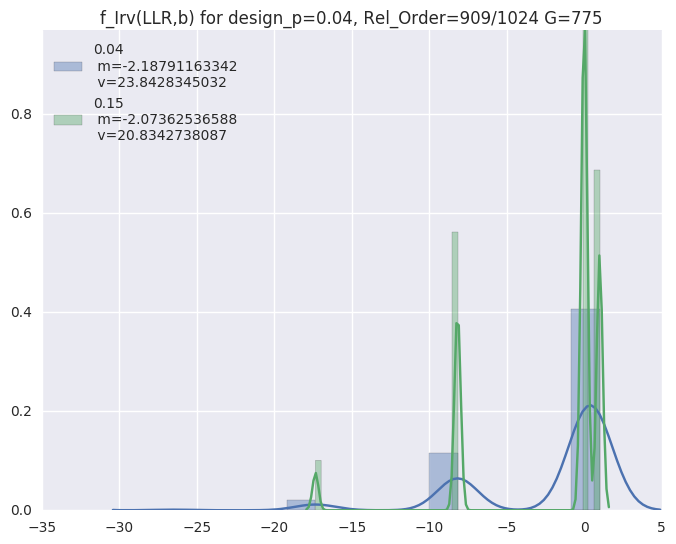 f_Irv(LLR,b) for design_p=0.04, Rel_Order=909/1024 G=775
0.04
m=-2.18791163342
v=23.8428345032
0.15
m=-2.07362536588
v=20.8342738087
0.8
0.6
0.4
0.2
0.0
−35 −30 −25 −20 −15 −10 −5 0 5